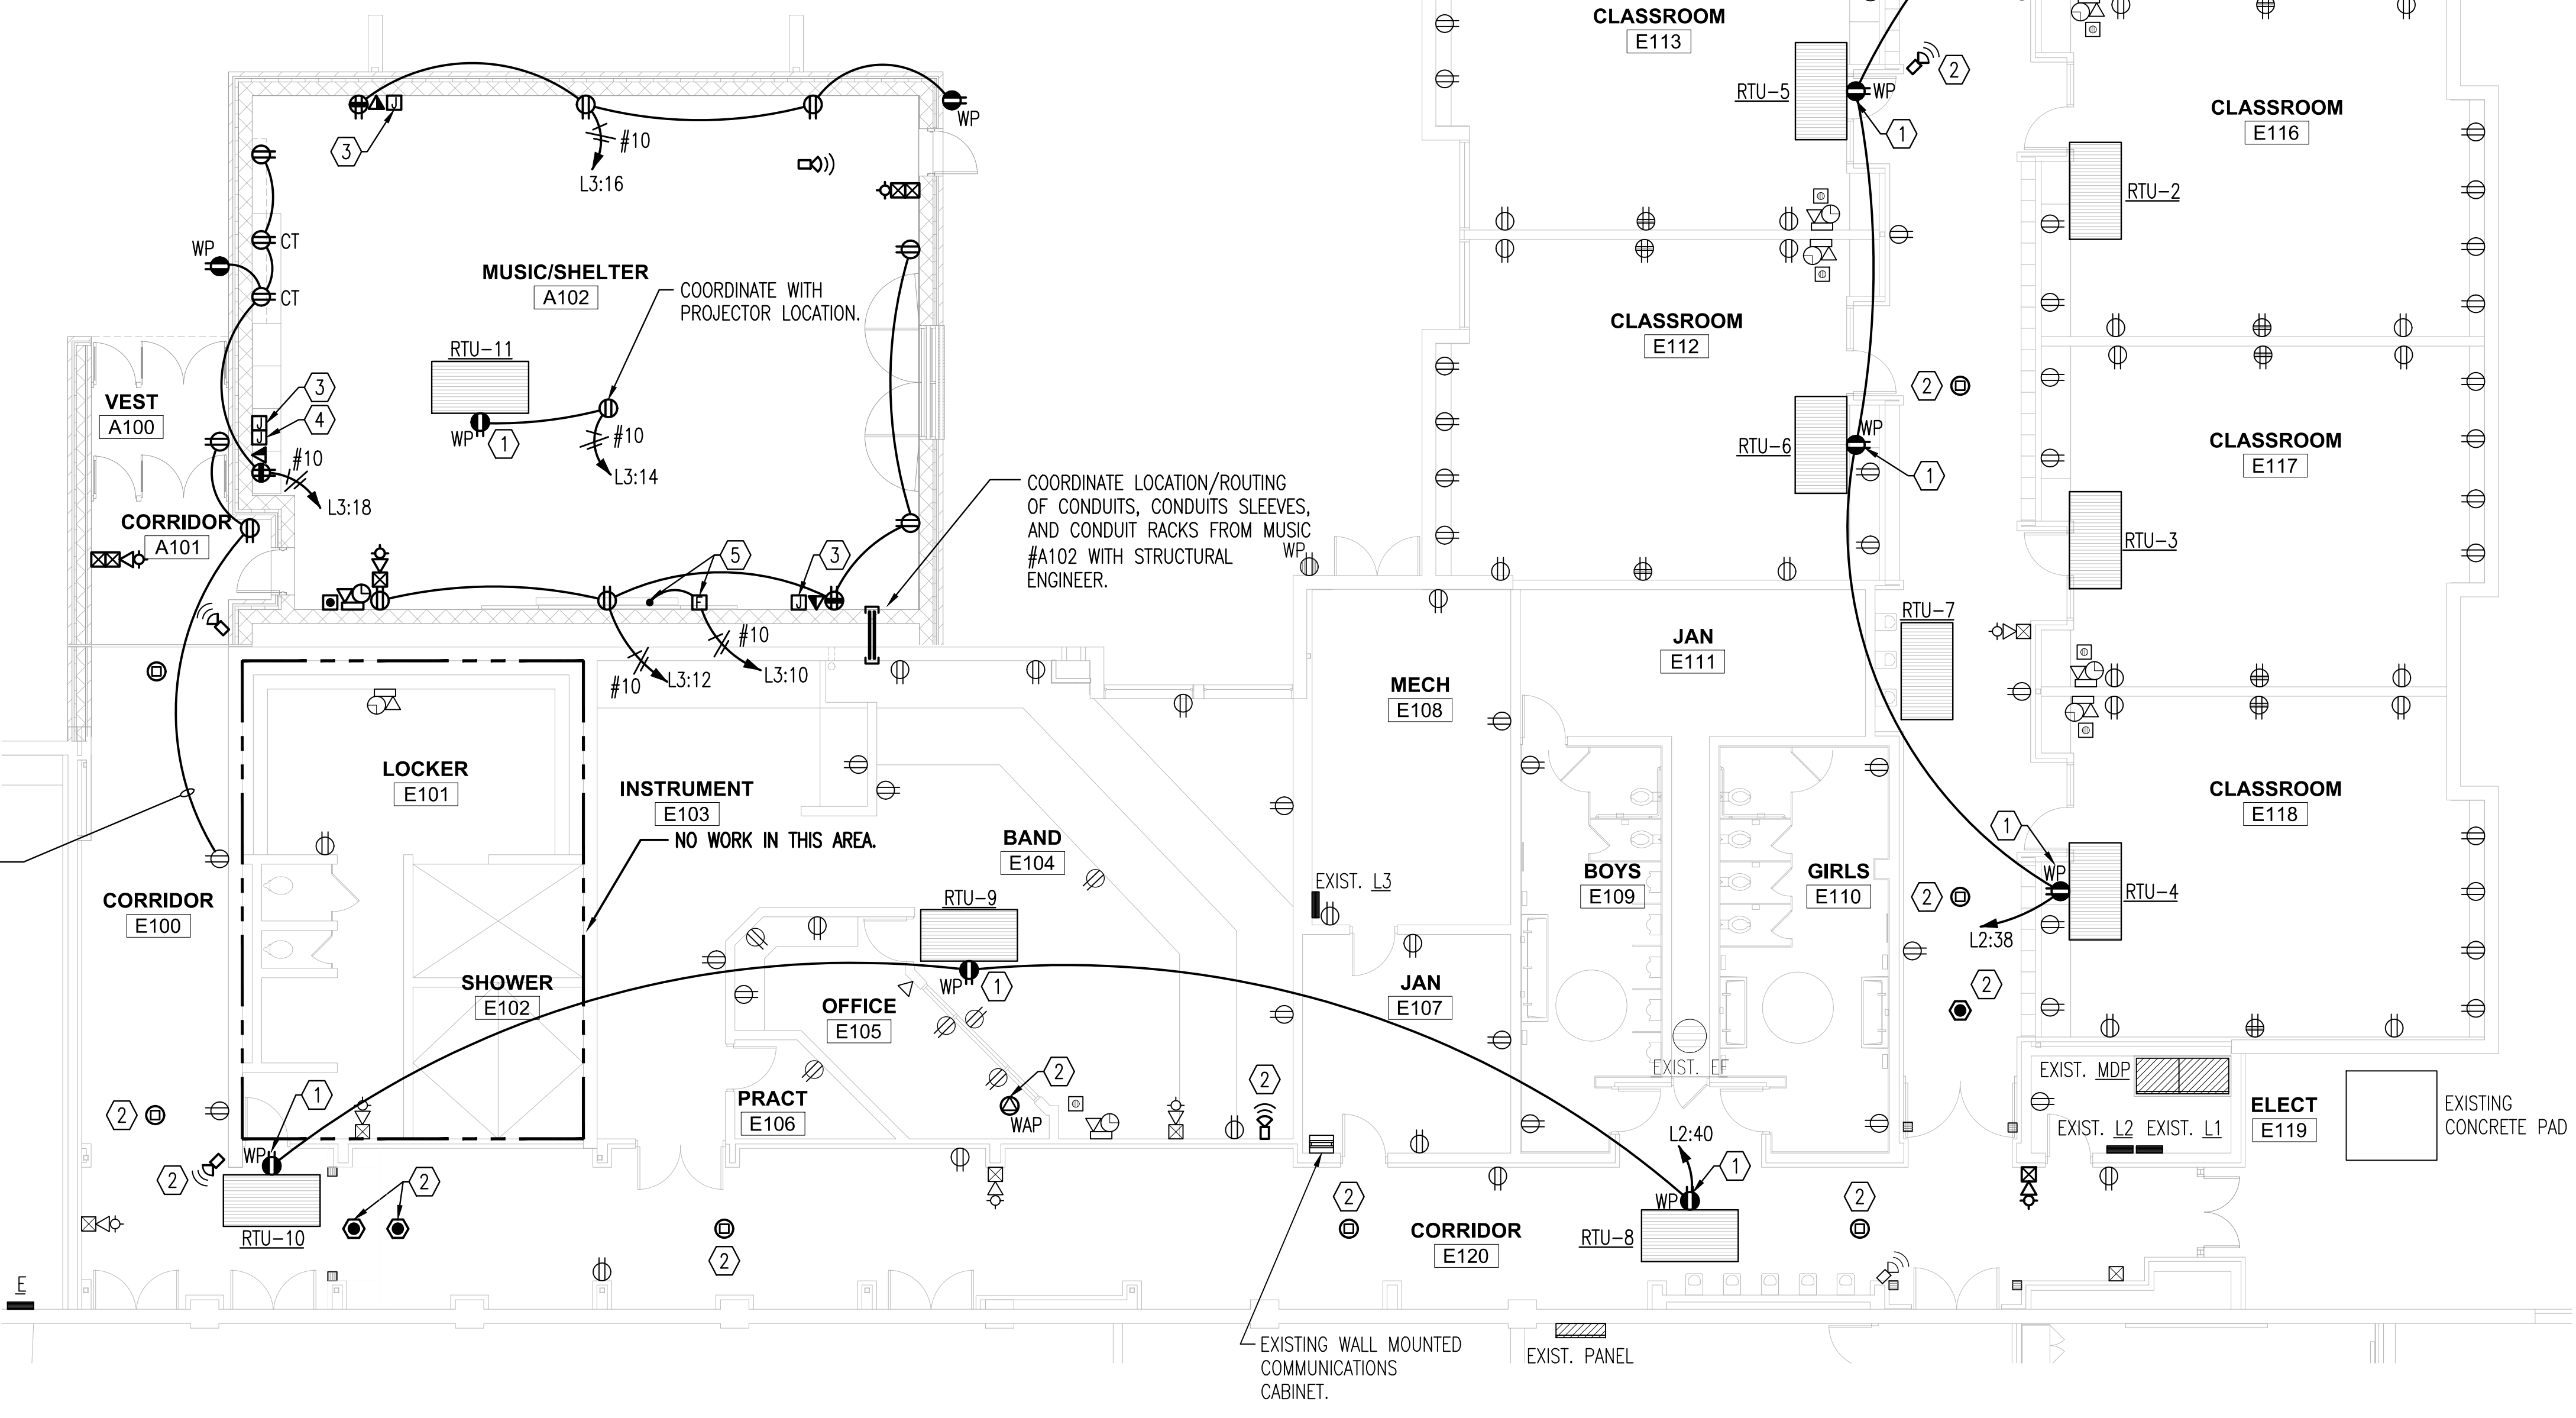 CLASSROOM
E113
RTU-5
WP
1
2
CLASSROOM
E116
RTU-2
3
#10
L3:16
WP
WP
CT
CT
MUSIC/SHELTER
A102
COORDINATE WITH
PROJECTOR LOCATION.
RTU-11
WP
1
#10
L3:14
VEST
A100
J
3
J
4
J
#10
L3:18
CORRIDOR
A101
CLASSROOM
E112
RTU-6
WP
1
2
CLASSROOM
E117
RTU-3
COORDINATE LOCATION/ROUTING
OF CONDUITS, CONDUITS SLEEVES,
AND CONDUIT RACKS FROM MUSIC
#A102 WITH STRUCTURAL
ENGINEER.
WP
5
3
F
J
#10
L3:12
#10
L3:10
JAN
E111
RTU-7
MECH
E108
LOCKER
E101
INSTRUMENT
E103
NO WORK IN THIS AREA.
BAND
E104
CLASSROOM
E118
1
WP
RTU-4
L2:38
2
2
EXIST. L3
BOYS
E109
GIRLS
E110
CORRIDOR
E100
SHOWER
E102
RTU-9
WP
1
OFFICE
E105
JAN
E107
PRACT
E106
2
WAP
2
EXIST. EF
EXIST. MDP
EXIST. L2
EXIST. L1
ELECT
E119
EXISTING
CONCRETE PAD
2
1
WP
2
RTU-10
2
2
L2:40
1
WP
RTU-8
2
CORRIDOR
E120
2
E
EXISTING WALL MOUNTED
COMMUNICATIONS
CABINET.
EXIST. PANEL